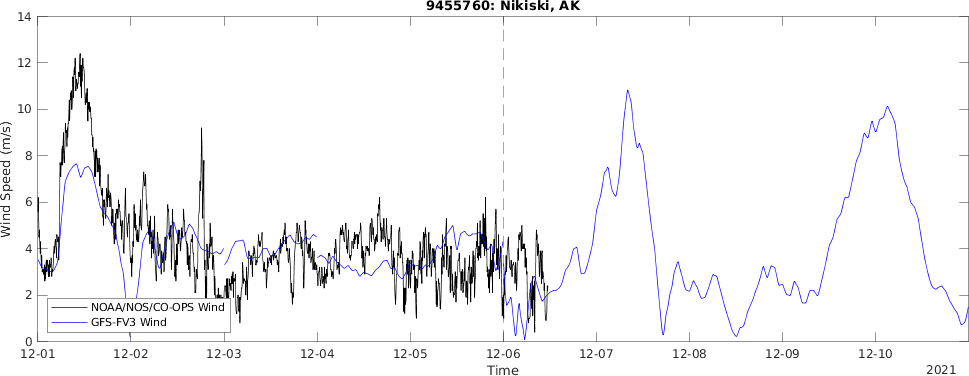 9455760: Nikiski, AK
14
12
10
8
6
4
2
0
Wind Speed (m/s)
NOAA/NOS/CO-OPS Wind
GFS-FV3 Wind
12-01 12-02 12-03 12-04 12-05 12-06 12-07 12-08 12-09 12-10
Time
2021